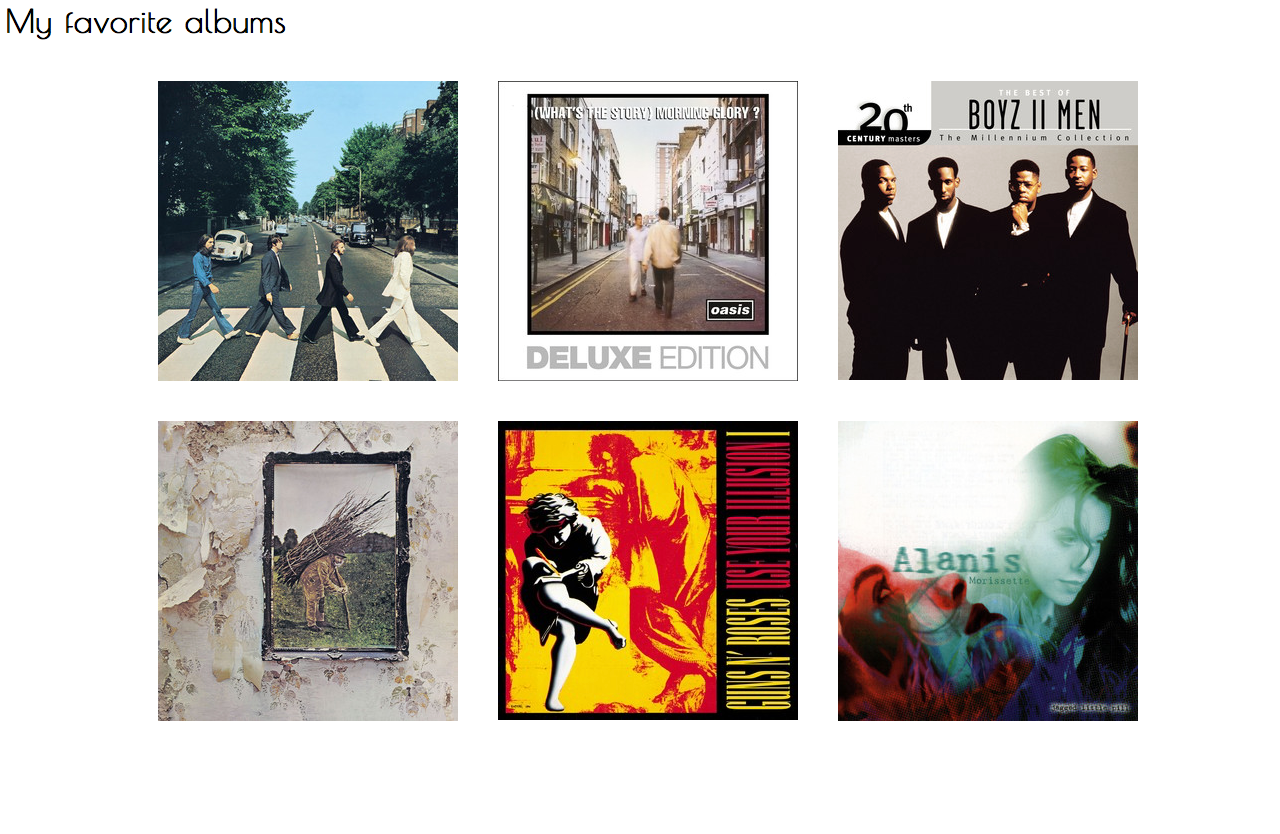 My favorite albums
(WHAT'S THE STORY) MORNING GLORY ?
oasis
DELUXE EDITION
20th
CENTURY masters
THE BEST OF
BOYZ II MEN
The Millennium Collection
GUNS N' ROSES USE YOUR ILLUSION I
Alanis
Morissette
jagged little pill